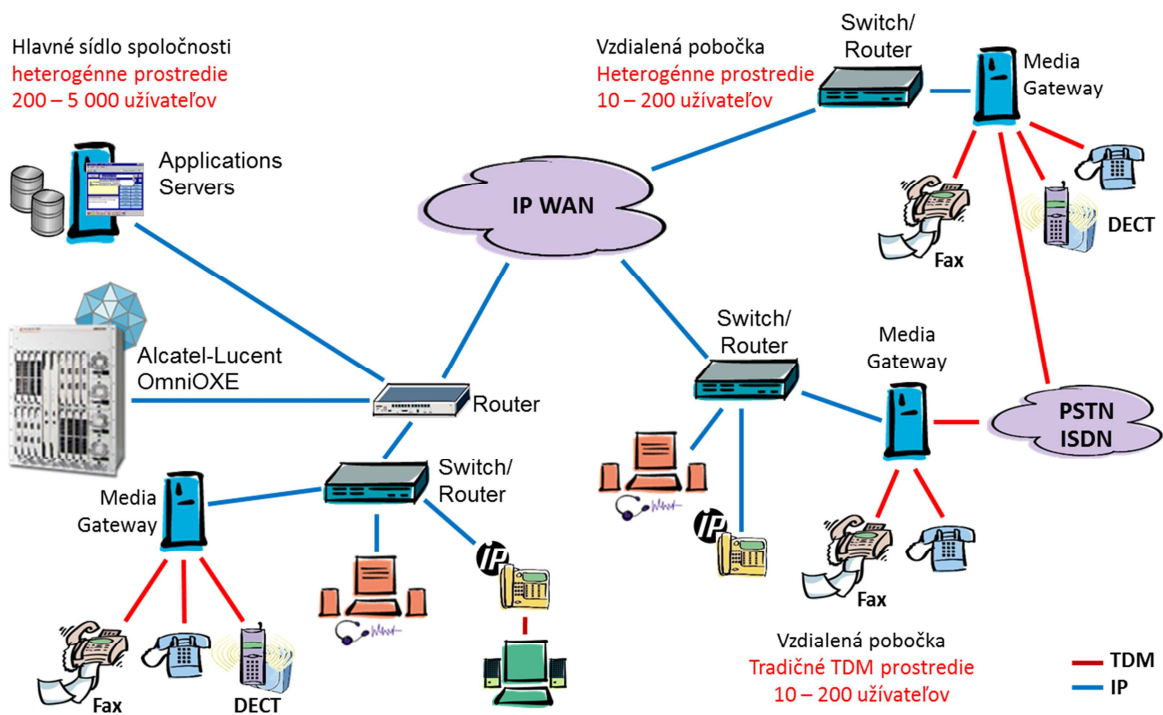 Hlavné sídlo spoločnosti
heterogénne prostredie
200 – 5 000 užívateľov
Applications
Servers
Alcatel-Lucent
OmniOXE
Router
Switch/
Router
Media
Gateway
IP
Fax
DECT
IP WAN
Vzdialená pobočka
Heterogénne prostredie
10 – 200 užívateľov
Switch/
Router
Media
Gateway
Fax
DECT
Switch/
Router
Media
Gateway
PSTN
ISDN
IP
Fax
Vzdialená pobočka
Tradičné TDM prostredie
10 – 200 užívateľov
TDM
IP